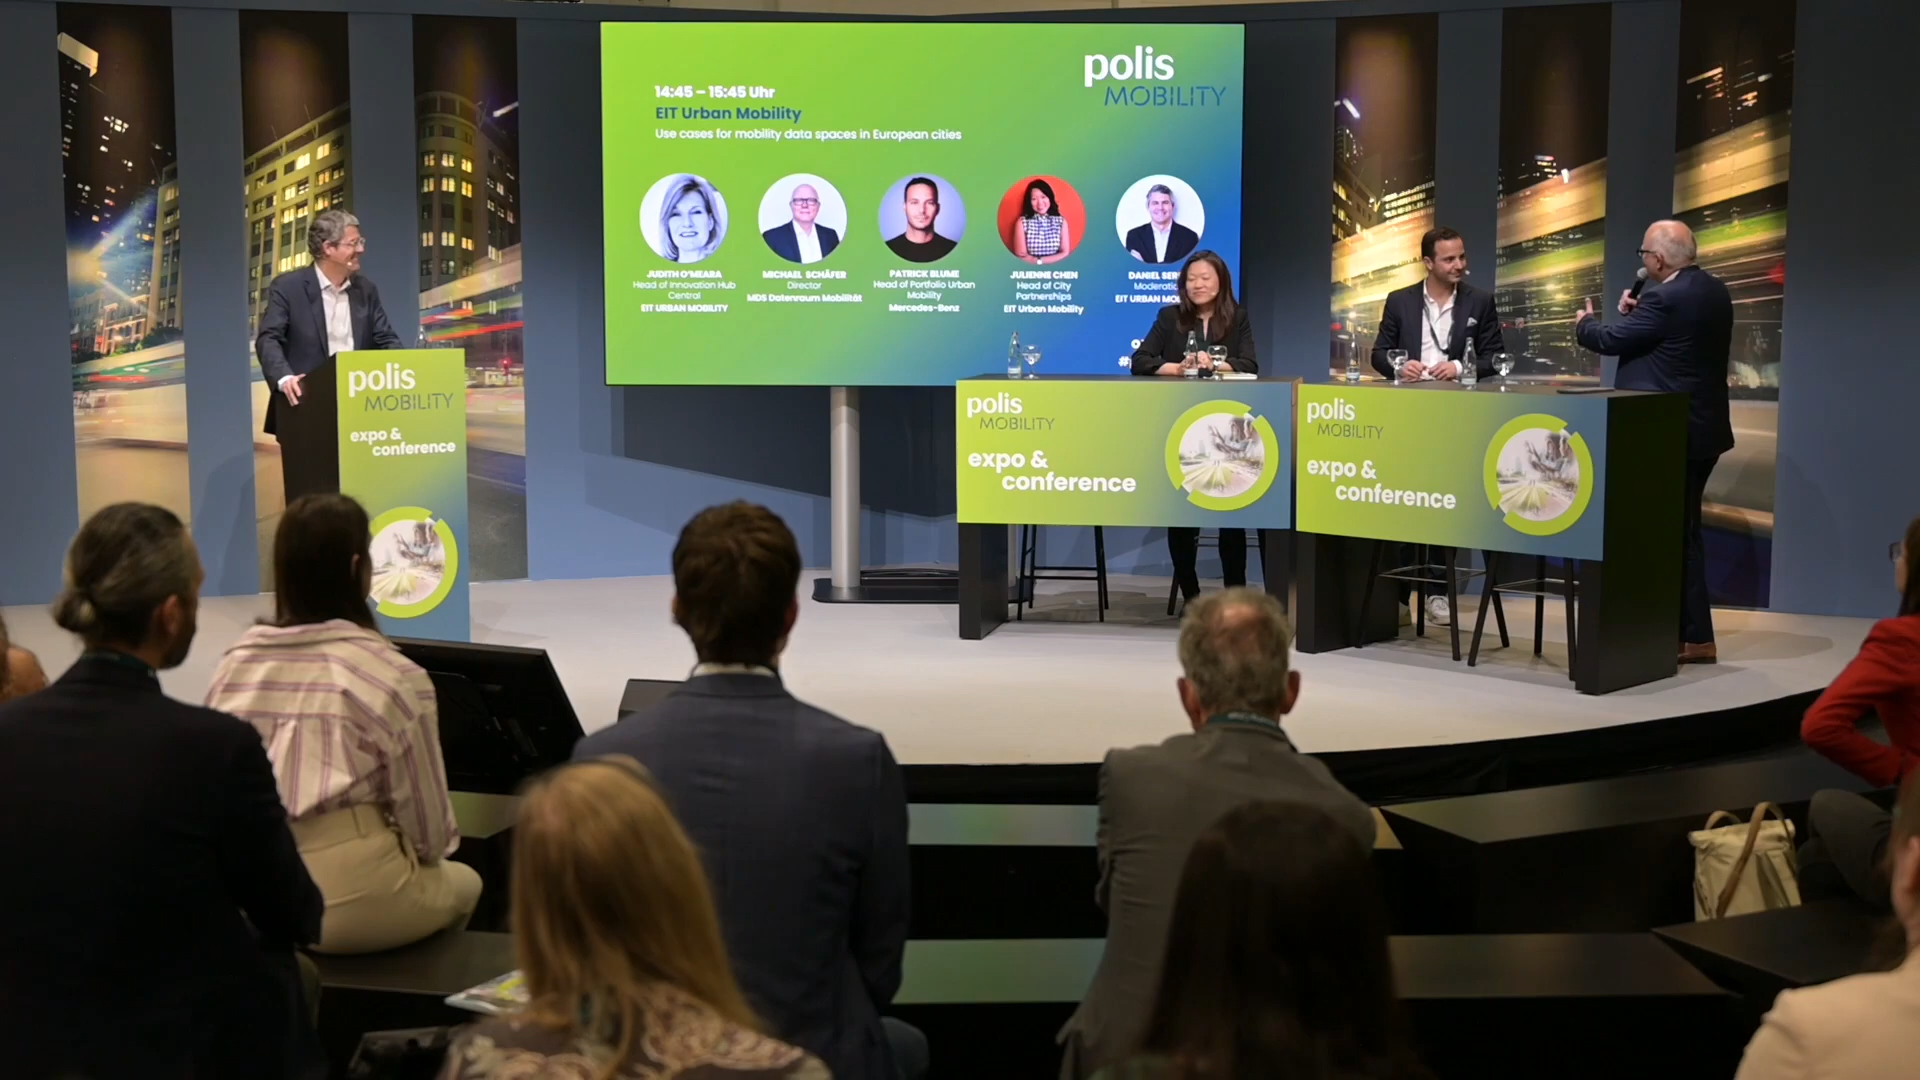 polis
MOBILITY
14:45 – 15:45 Uhr
EIT Urban Mobility
Use cases for mobility data spaces in European cities
JUDITH O'MEARA
Head of Innovation Hub
Central
EIT URBAN MOBILITY
MICHAEL SCHÄFER
Director
MDS Datenraum Mobilität
PATRICK BLUME
Head of Portfolio Urban
Mobility
Mercedes-Benz
JULIENNE CHEN
Head of City
Partnerships
EIT Urban Mobility
DANIEL
EIT URBAN
polis
MOBILITY
expo &
conference
polis
MOBILITY
expo &
conference
polis
MOBILITY
expo &
conference